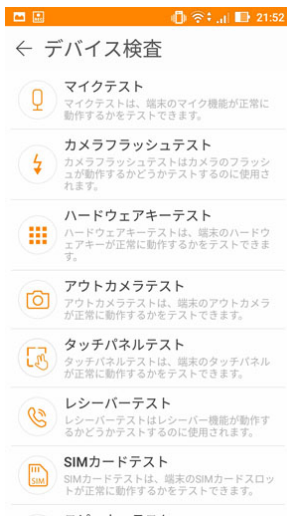 21:52
← デバイス検査
マイクテスト
マイクテストは、端末のマイク機能が正常に
動作するかをテストできます。
カメラフラッシュテスト
カメラフラッシュテストはカメラのフラッシ
ュが動作するかどうかテストするのに使用さ
れます。
ハードウェアキーテスト
ハードウェアキーテストは、端末のハードウ
ェアキーが正常に動作するかをテストできま
す。
アウトカメラテスト
アウトカメラテストは、端末のアウトカメラ
が正常に動作するかをテストできます。
タッチパネルテスト
タッチパネルテストは、端末のタッチパネル
が正常に動作するかをテストできます。
レシーバーテスト
レシーバーテストはレシーバー機能が動作す
るかどうかテストするのに使用されます。
SIMカードテスト
SIM
SIMカードテストは、端末のSIMカードスロッ
トが正常に動作するかをテストできます。